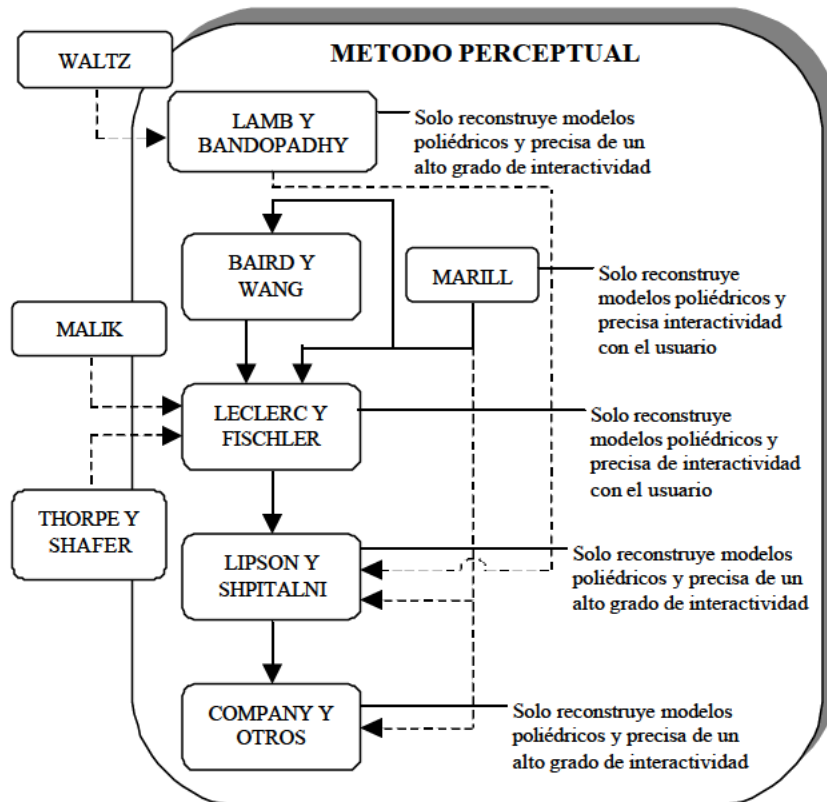 METODO PERCEPTUAL
WALTZ
LAMB Y
BANDOPADHY
Solo reconstruye modelos
poliédricos y precisa de un
alto grado de interactividad
BAIRD Y
WANG
MARILL
Solo reconstruye
modelos poliédricos y
precisa interactividad
con el usuario
MALIK
LECLERC Y
FISCHLER
Solo reconstruye
modelos poliédricos y
precisa de interactividad
con el usuario
THORPE Y
SHAFER
LIPSON Y
SHPITALNI
Solo reconstruye modelos
poliédricos y precisa de un
alto grado de interactividad
COMPANY Y
OTROS
Solo reconstruye modelos
poliédricos y precisa de un
alto grado de interactividad